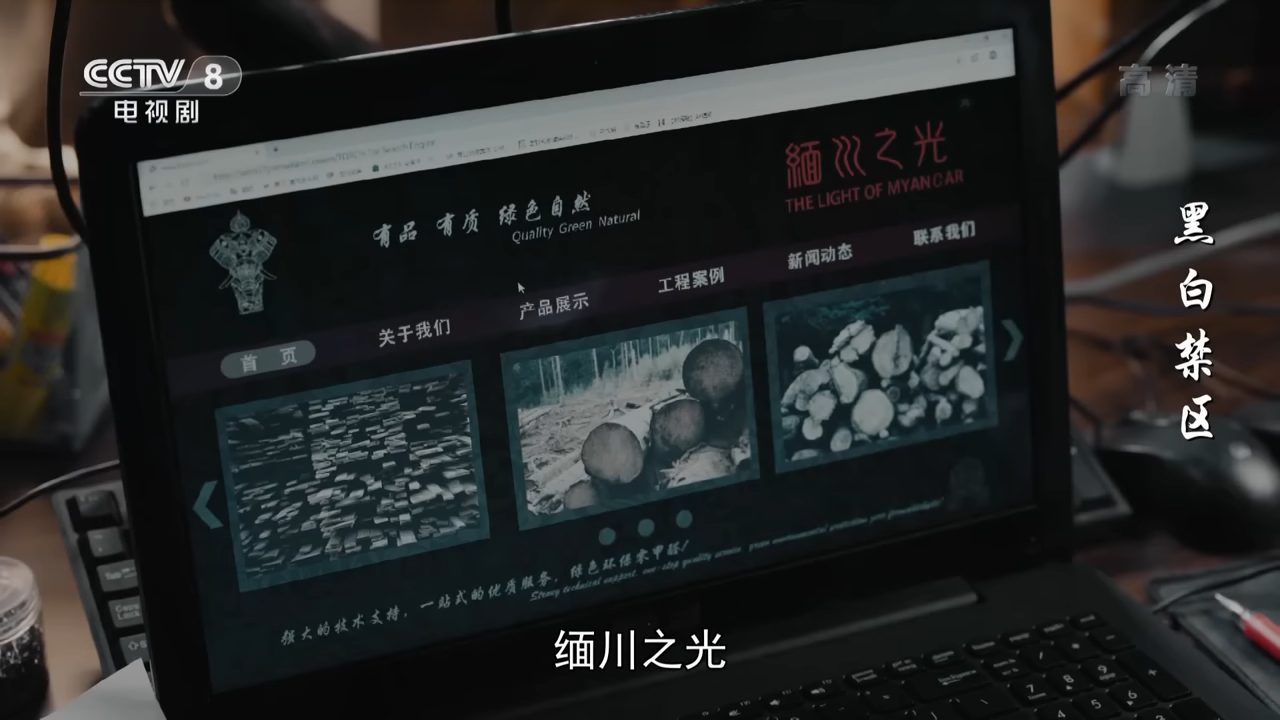 CCTV 8
电视剧
高清
黑白禁区
緬川之光
THE LIGHT OF MYANCAR
有品 有质 绿色自然
Quality Green Natural
首 页
关于我们
产品展示
工程案例
新闻动态
联系我们
强大的技术支持，一站式的优质服务，绿色环保零甲醛！
缅川之光